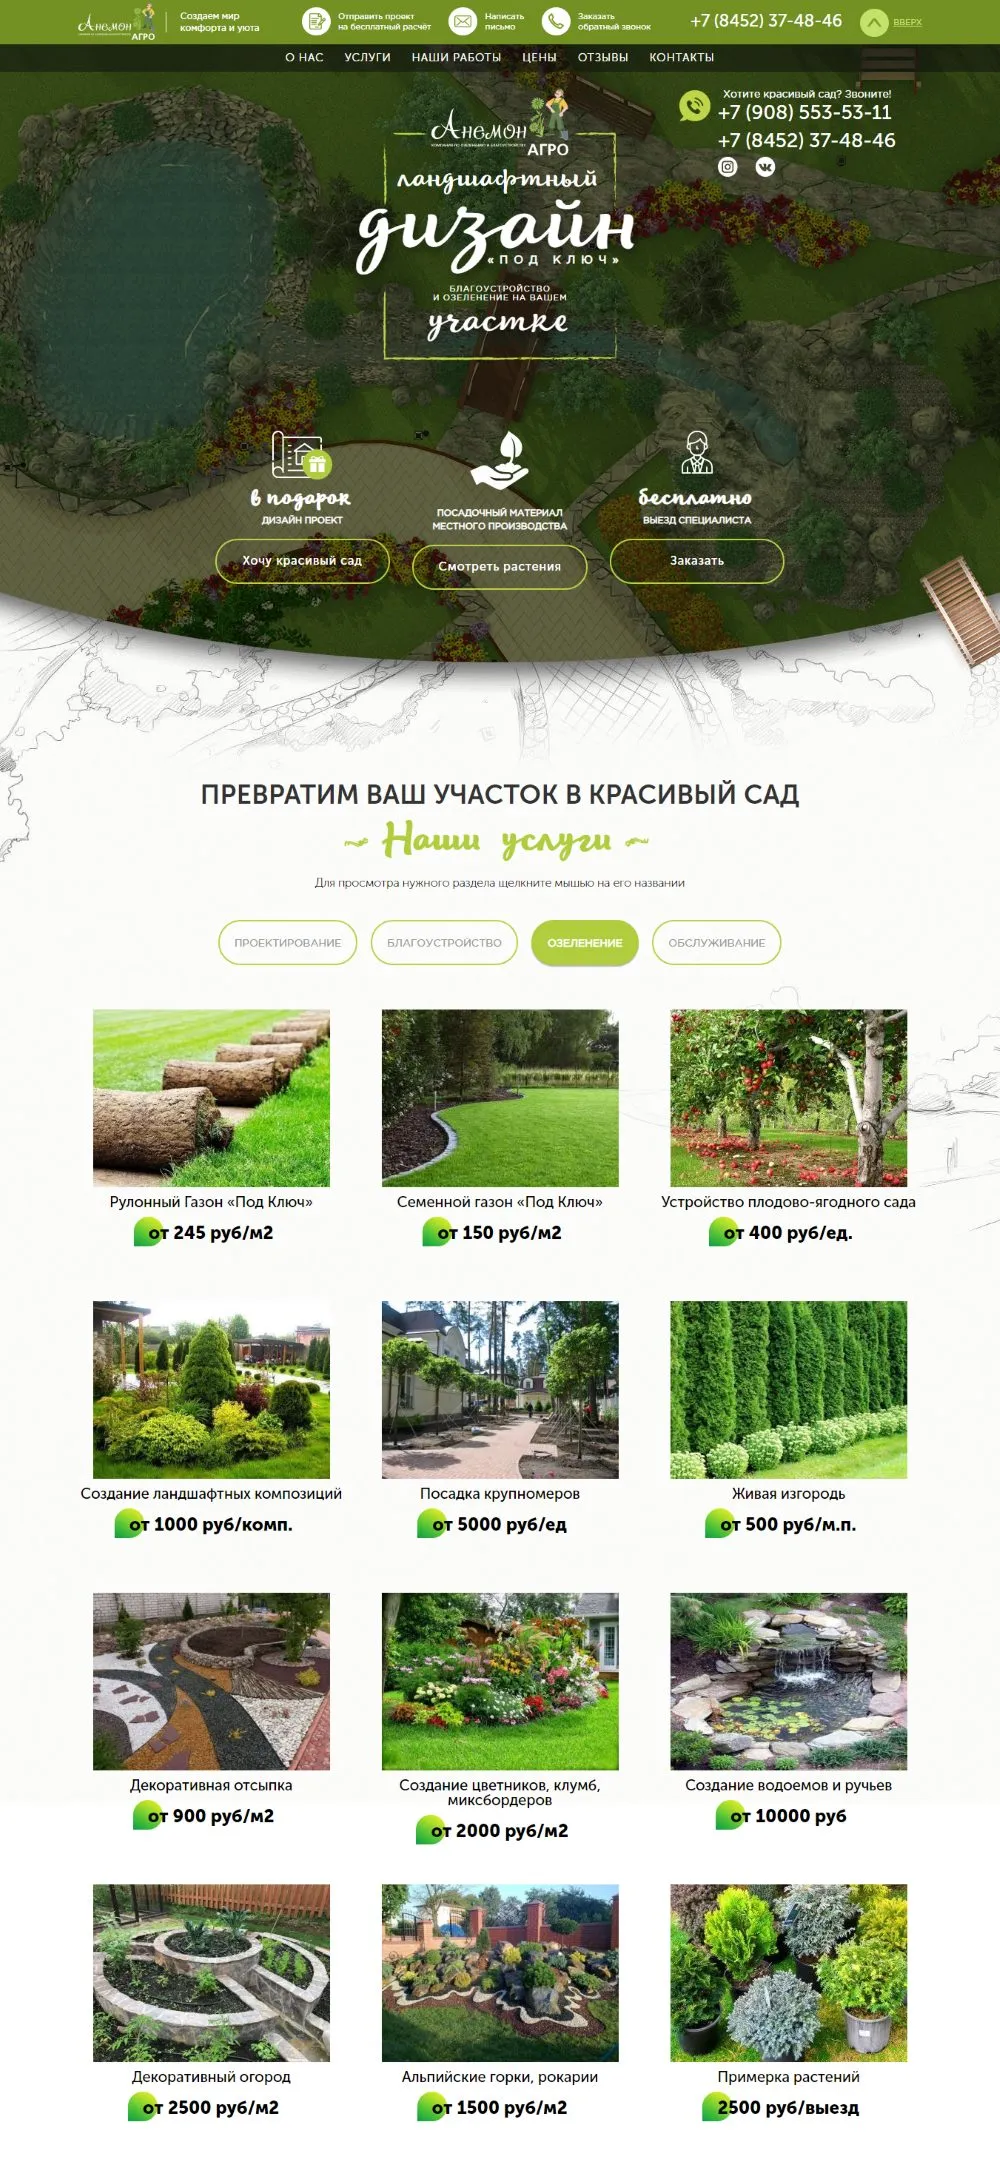 Анемон
АГРО
Создаем мир
комфорта и уюта
Отправить проект
на бесплатный расчёт
Написать
письмо
Заказать
обратный звонок
+7 (8452) 37-48-46
ВВЕРХ
О НАС УСЛУГИ НАШИ РАБОТЫ ЦЕНЫ ОТЗЫВЫ КОНТАКТЫ
Хотите красивый сад? Звоните!
+7 (908) 553-53-11
+7 (8452) 37-48-46
Анемон
КОМПАНИЯ ПО ОЗЕЛЕНЕНИЮ И БЛАГОУСТРОЙСТВУ
АГРО
ландшафтный
дизайн
«ПОД КЛЮЧ»
БЛАГОУСТРОЙСТВО
И ОЗЕЛЕНЕНИЕ НА ВАШЕМ
участке
в подарок
ДИЗАЙН ПРОЕКТ
Хочу красивый сад
ПОСАДОЧНЫЙ МАТЕРИАЛ
МЕСТНОГО ПРОИЗВОДСТВА
Смотреть растения
бесплатно
ВЫЕЗД СПЕЦИАЛИСТА
Заказать
ПРЕВРАТИМ ВАШ УЧАСТОК В КРАСИВЫЙ САД
Наши услуги
Для просмотра нужного раздела щелкните мышью на его названии
ПРОЕКТИРОВАНИЕ БЛАГОУСТРОЙСТВО ОЗЕЛЕНЕНИЕ ОБСЛУЖИВАНИЕ
Рулонный Газон «Под Ключ»
от 245 руб/м2
Семенной газон «Под Ключ»
от 150 руб/м2
Устройство плодово-ягодного сада
от 400 руб/ед.
Создание ландшафтных композиций
от 1000 руб/комп.
Посадка крупномеров
от 5000 руб/ед
Живая изгородь
от 500 руб/м.п.
Декоративная отсыпка
от 900 руб/м2
Создание цветников, клумб,
миксбордеров
от 2000 руб/м2
Создание водоемов и ручьев
от 10000 руб
Декоративный огород
от 2500 руб/м2
Альпийские горки, рокарии
от 1500 руб/м2
Примерка растений
2500 руб/выезд